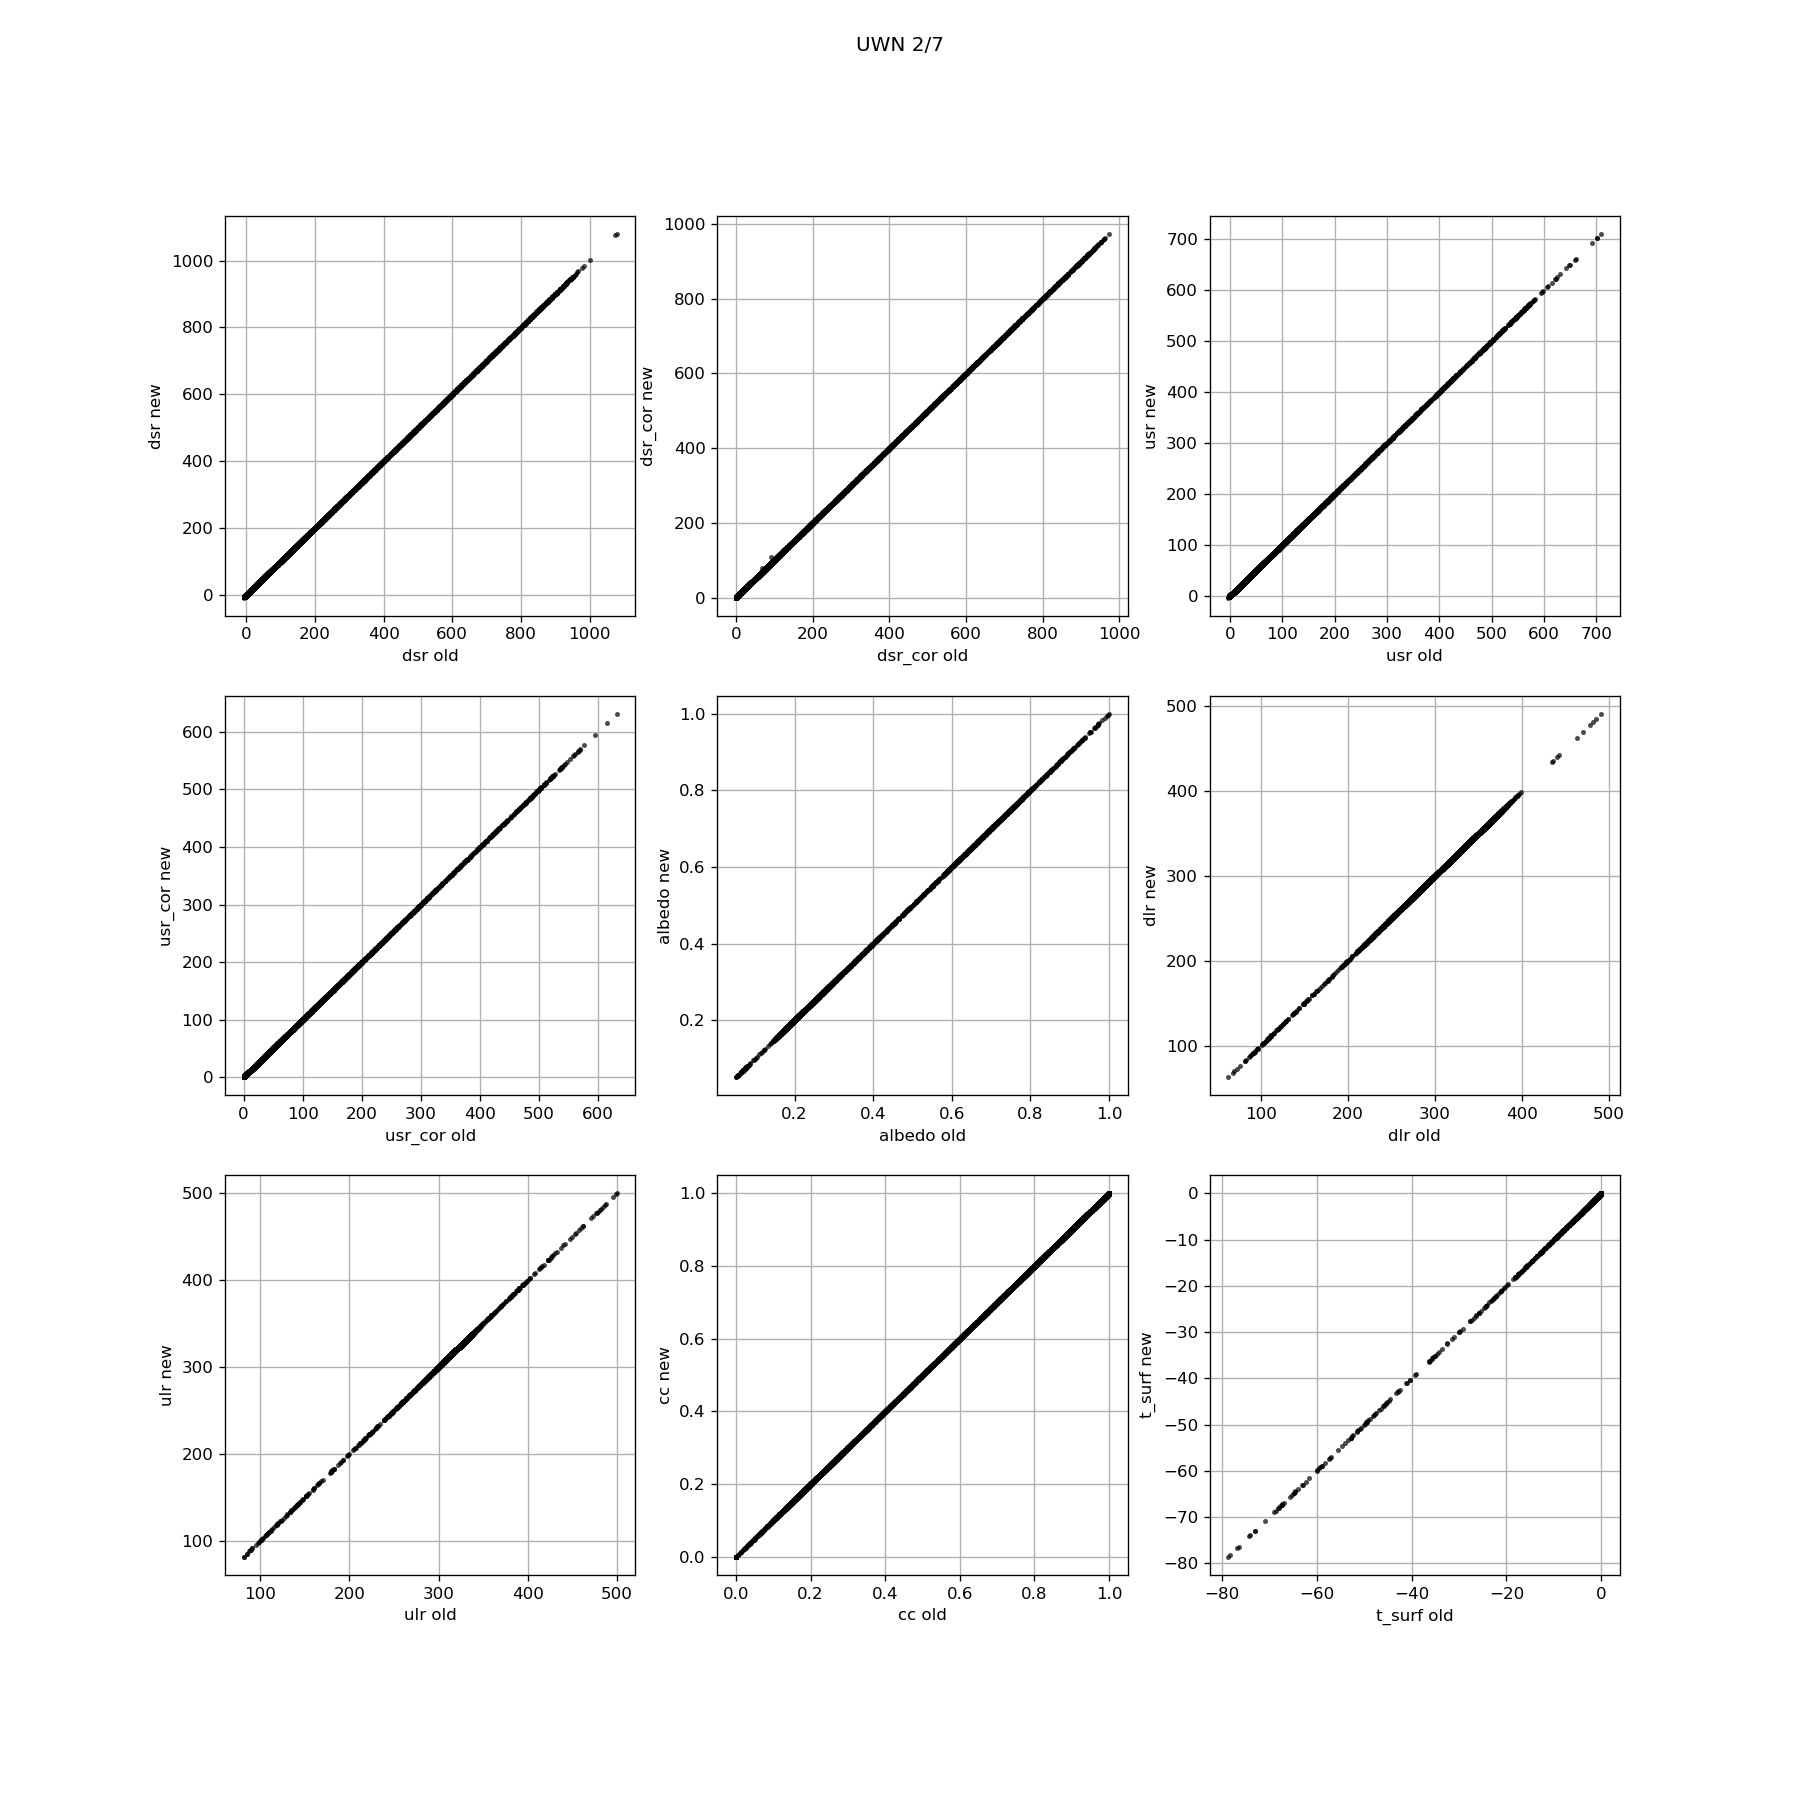 UWN 2/7
dsr new
1000
800
600
400
200
0
0 200 400 600 800 1000
dsr old
dsr_cor new
1000
800
600
400
200
0
0 200 400 600 800 1000
dsr_cor old
usr new
700
600
500
400
300
200
100
0
0 100 200 300 400 500 600 700
usr old
usr_cor new
600
500
400
300
200
100
0
0 100 200 300 400 500 600
usr_cor old
albedo new
1.0
0.8
0.6
0.4
0.2
0.2 0.4 0.6 0.8 1.0
albedo old
dlr new
500
400
300
200
100
100 200 300 400 500
dlr old
ulr new
500
400
300
200
100
100 200 300 400 500
ulr old
cc new
1.0
0.8
0.6
0.4
0.2
0.0
0.0 0.2 0.4 0.6 0.8 1.0
cc old
t_surf new
0
−10
−20
−30
−40
−50
−60
−70
−80
−80 −60 −40 −20 0
t_surf old